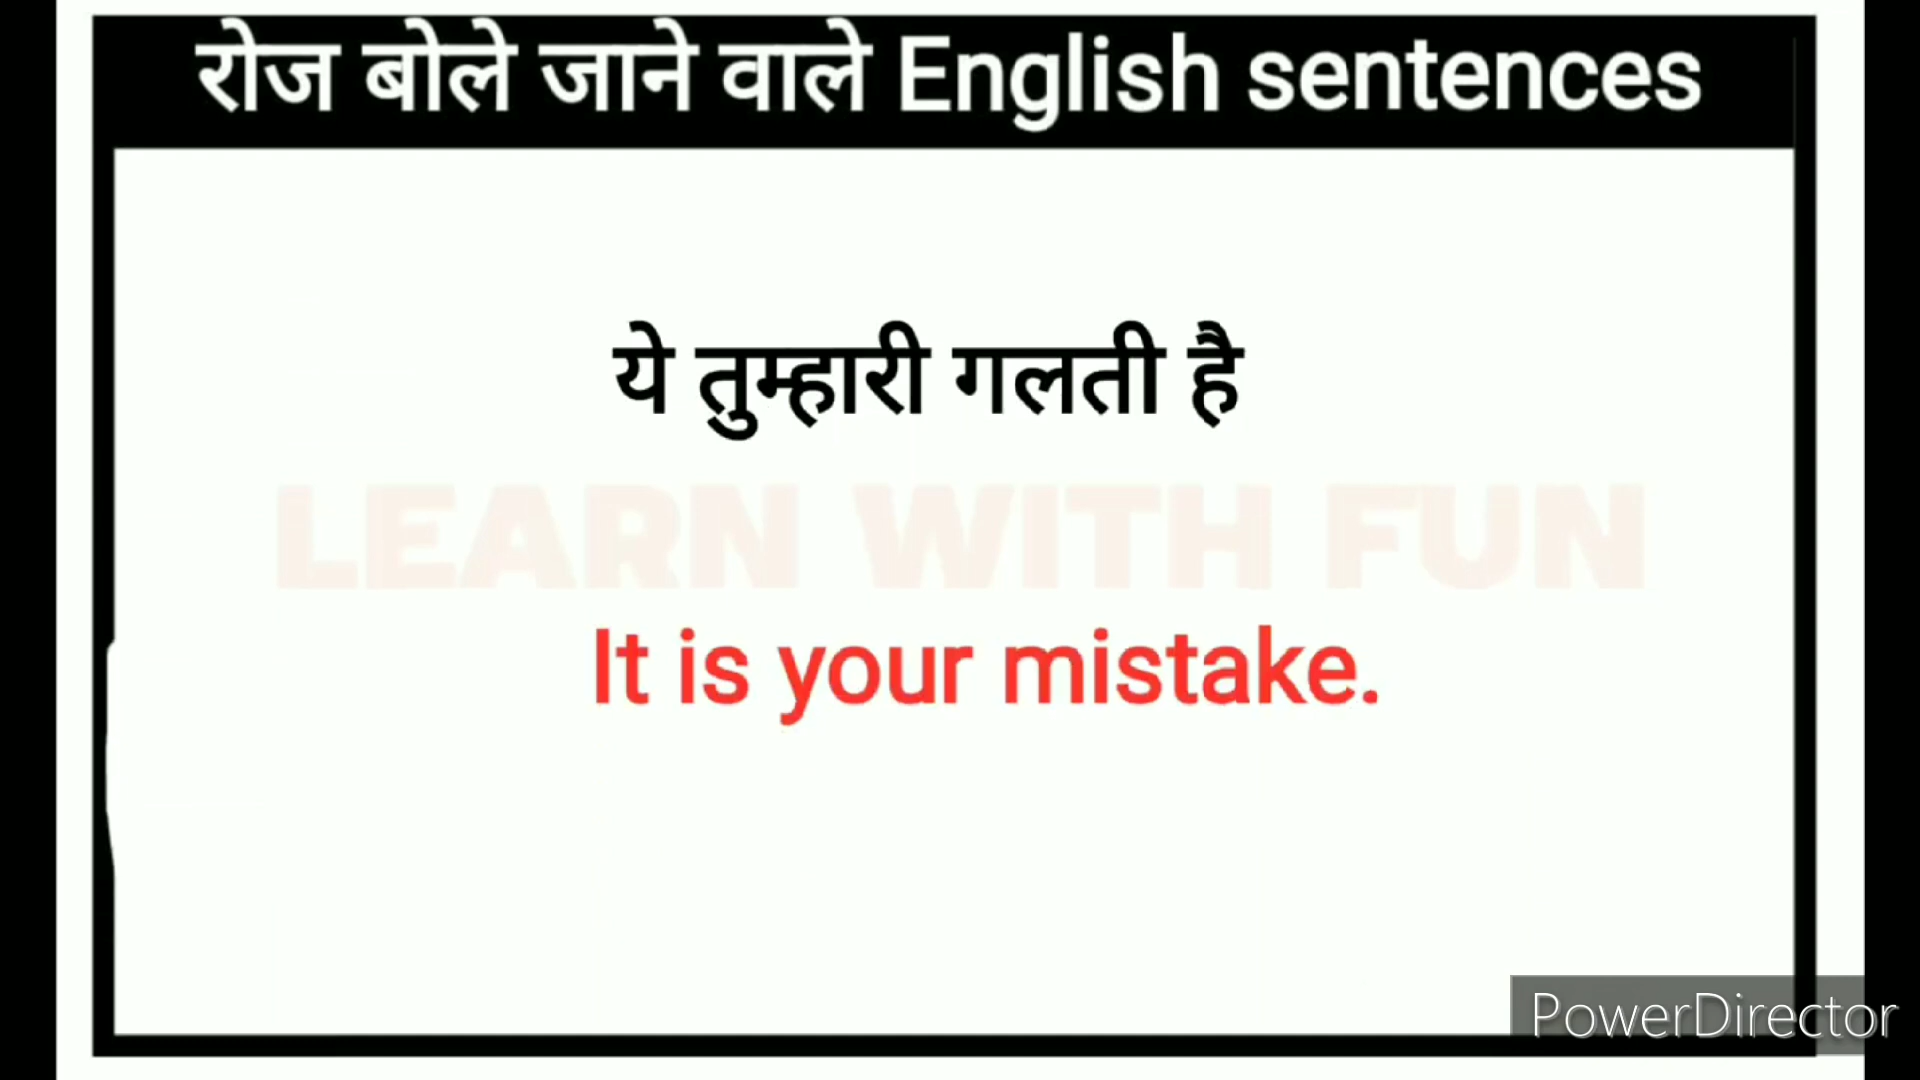 रोज बोले जाने वाले English sentences
ये तुम्हारी गलती है
LEARN WITH FUN
It is your mistake.
PowerDirector